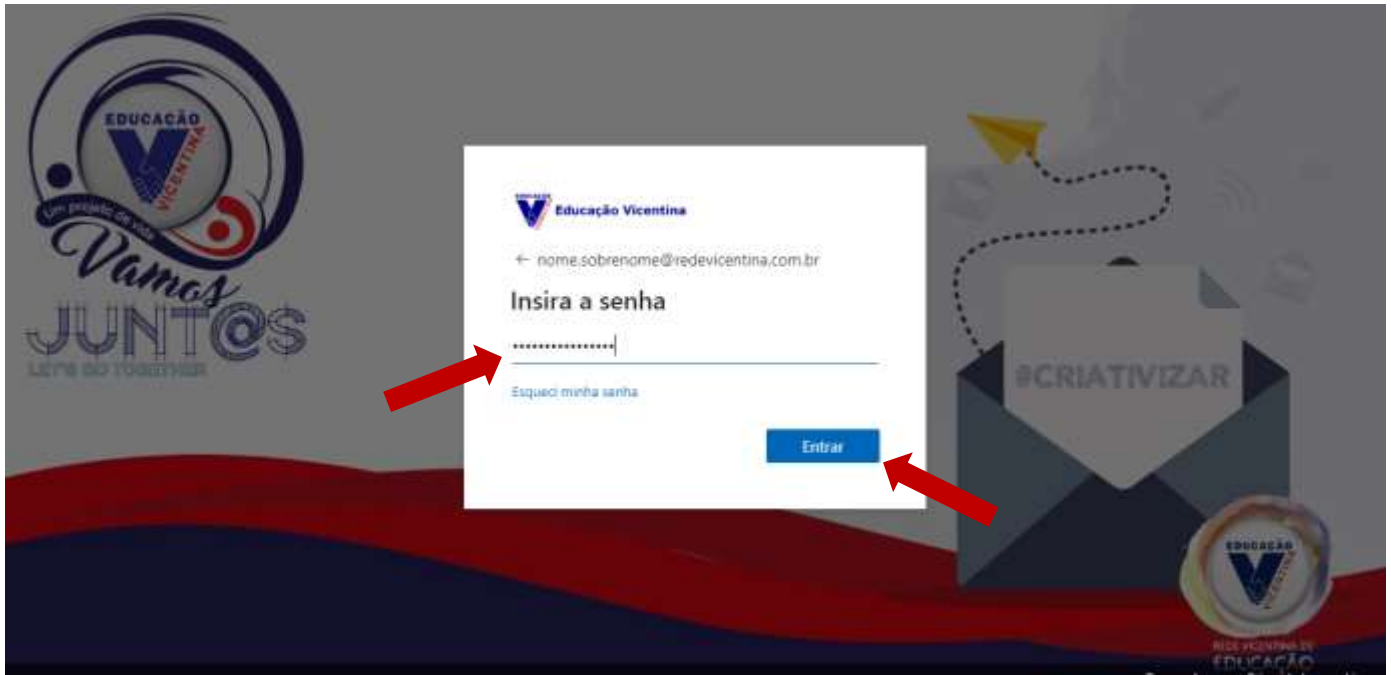 EDUCAÇÃO
VICENTINA
Um projeto de vida
Vamos
JUNT@S
LET'S GO TOGETHER
Educação Vicentina
← nome.sobrenome@redevicentina.com.br
Insira a senha
••••••••••••••••
Esqueci minha senha
Entrar
#CRIATIVIZAR
EDUCAÇÃO
VICENTINA
REDE VICENTINA DE
EDUCAÇÃO